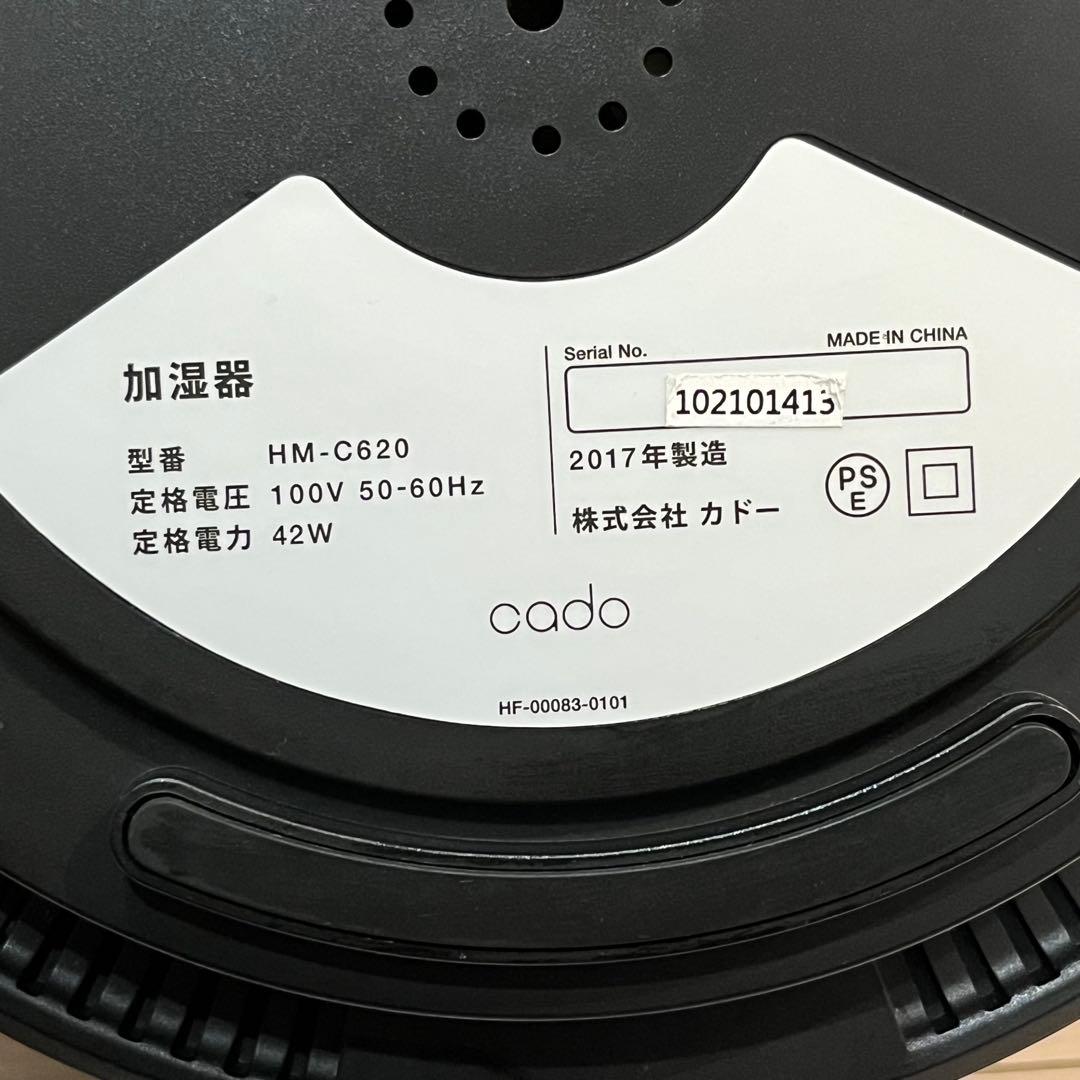 加湿器
型番 HM-C620
定格電圧 100V 50-60Hz
定格電力 42W
Serial No.
MADE IN CHINA
102101413
2017年製造
株式会社 カドー
PS
E
cado
HF-00083-0101